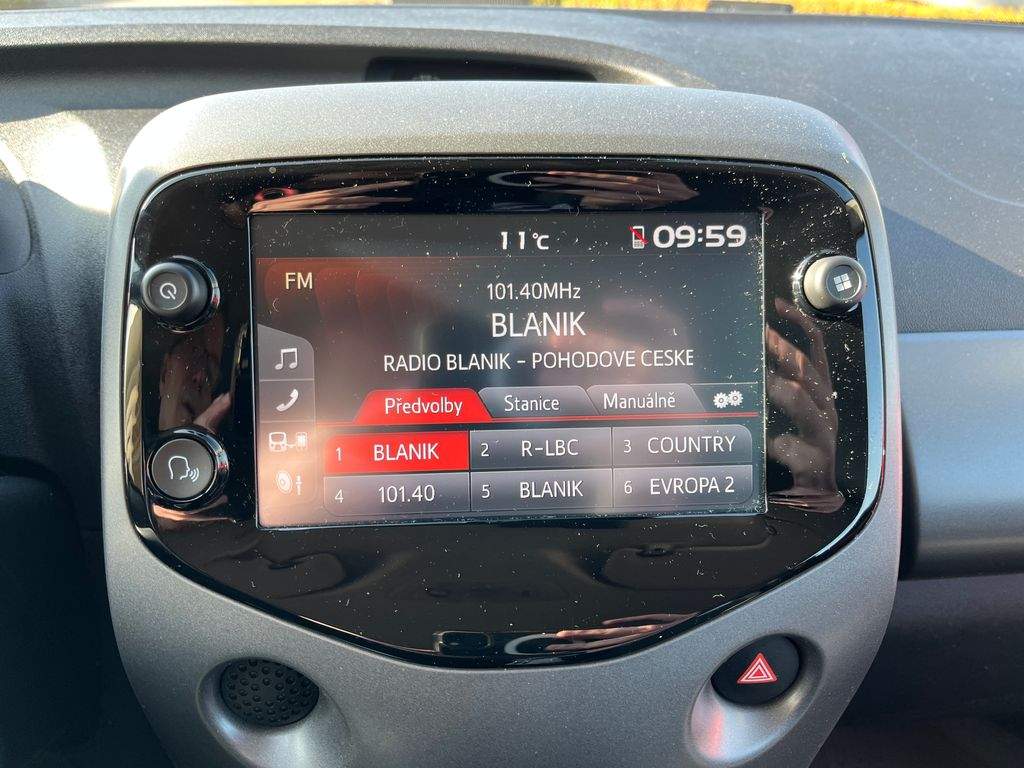 11°C 09:59
FM
101.40MHz
BLANIK
RADIO BLANIK - POHODOVE CESKE
Předvolby Stanice Manuálně
1 BLANIK 2 R-LBC 3 COUNTRY
4 101.40 5 BLANIK 6 EVROPA 2